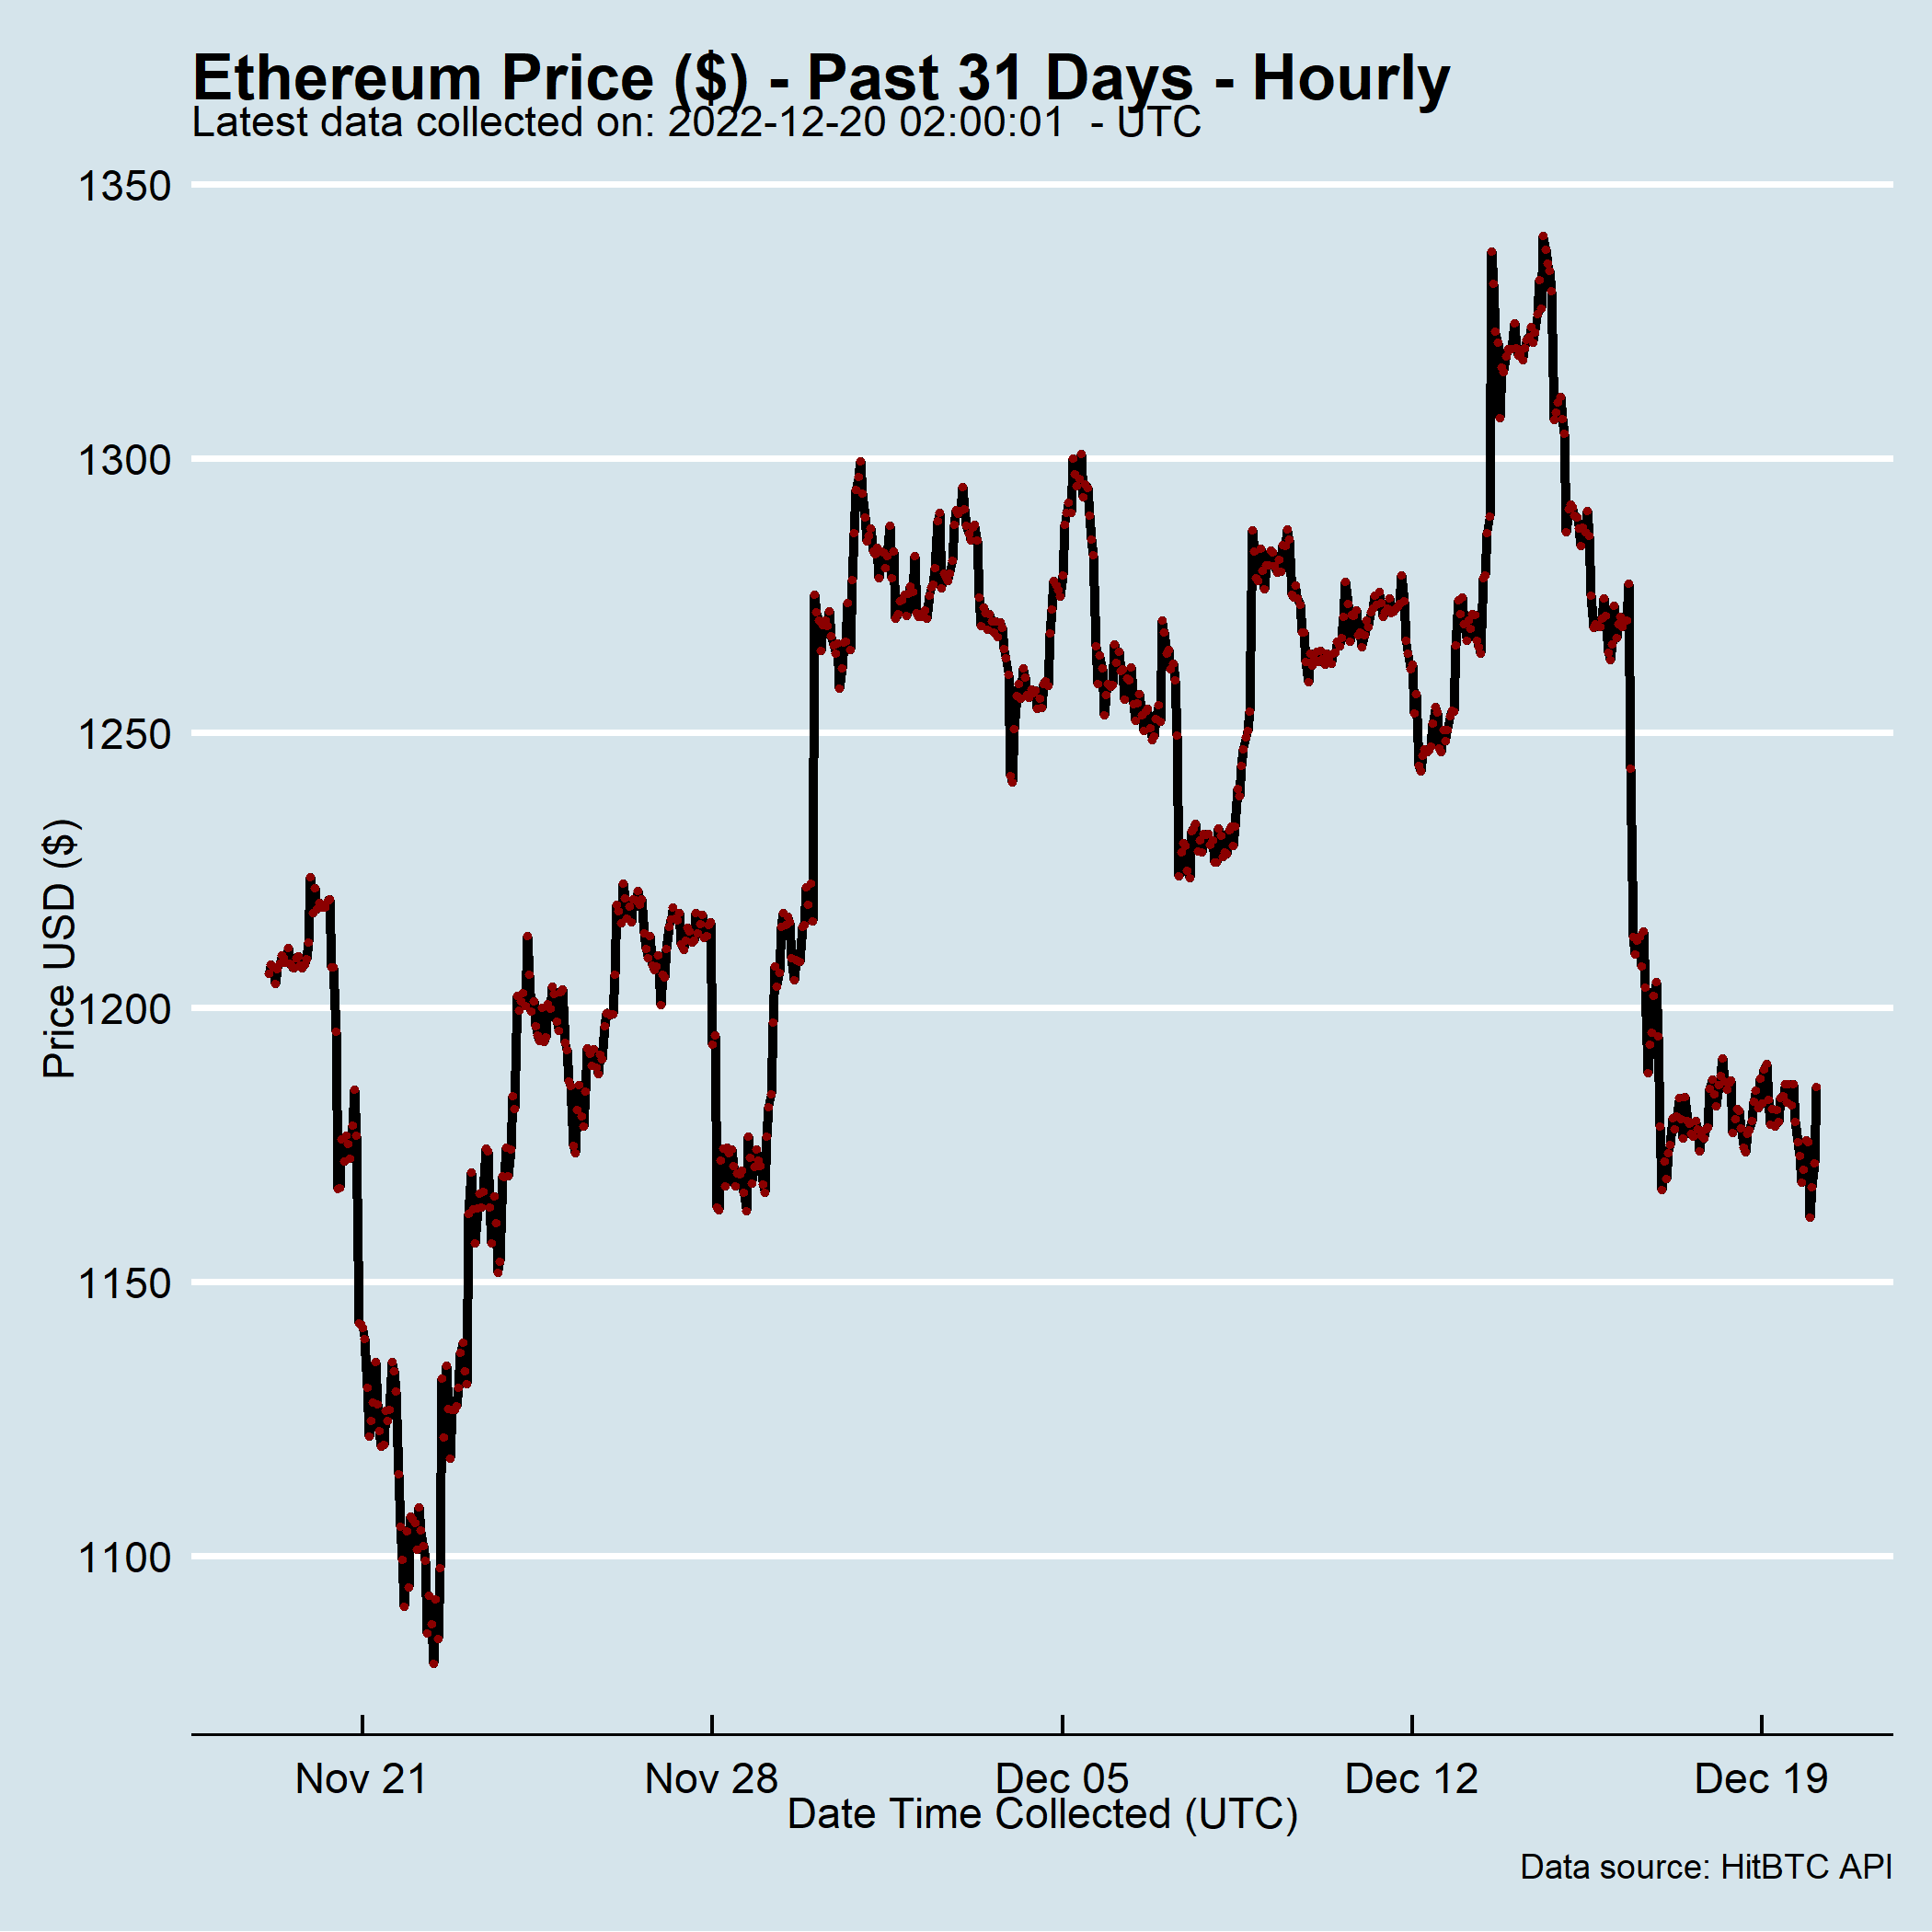 Ethereum Price ($) - Past 31 Days - Hourly
Latest data collected on: 2022-12-20 02:00:01  - UTC
1350
1300
1250
1200
1150
1100
Price USD ($)
Nov 21
Nov 28
Dec 05
Dec 12
Dec 19
Date Time Collected (UTC)
Data source: HitBTC API